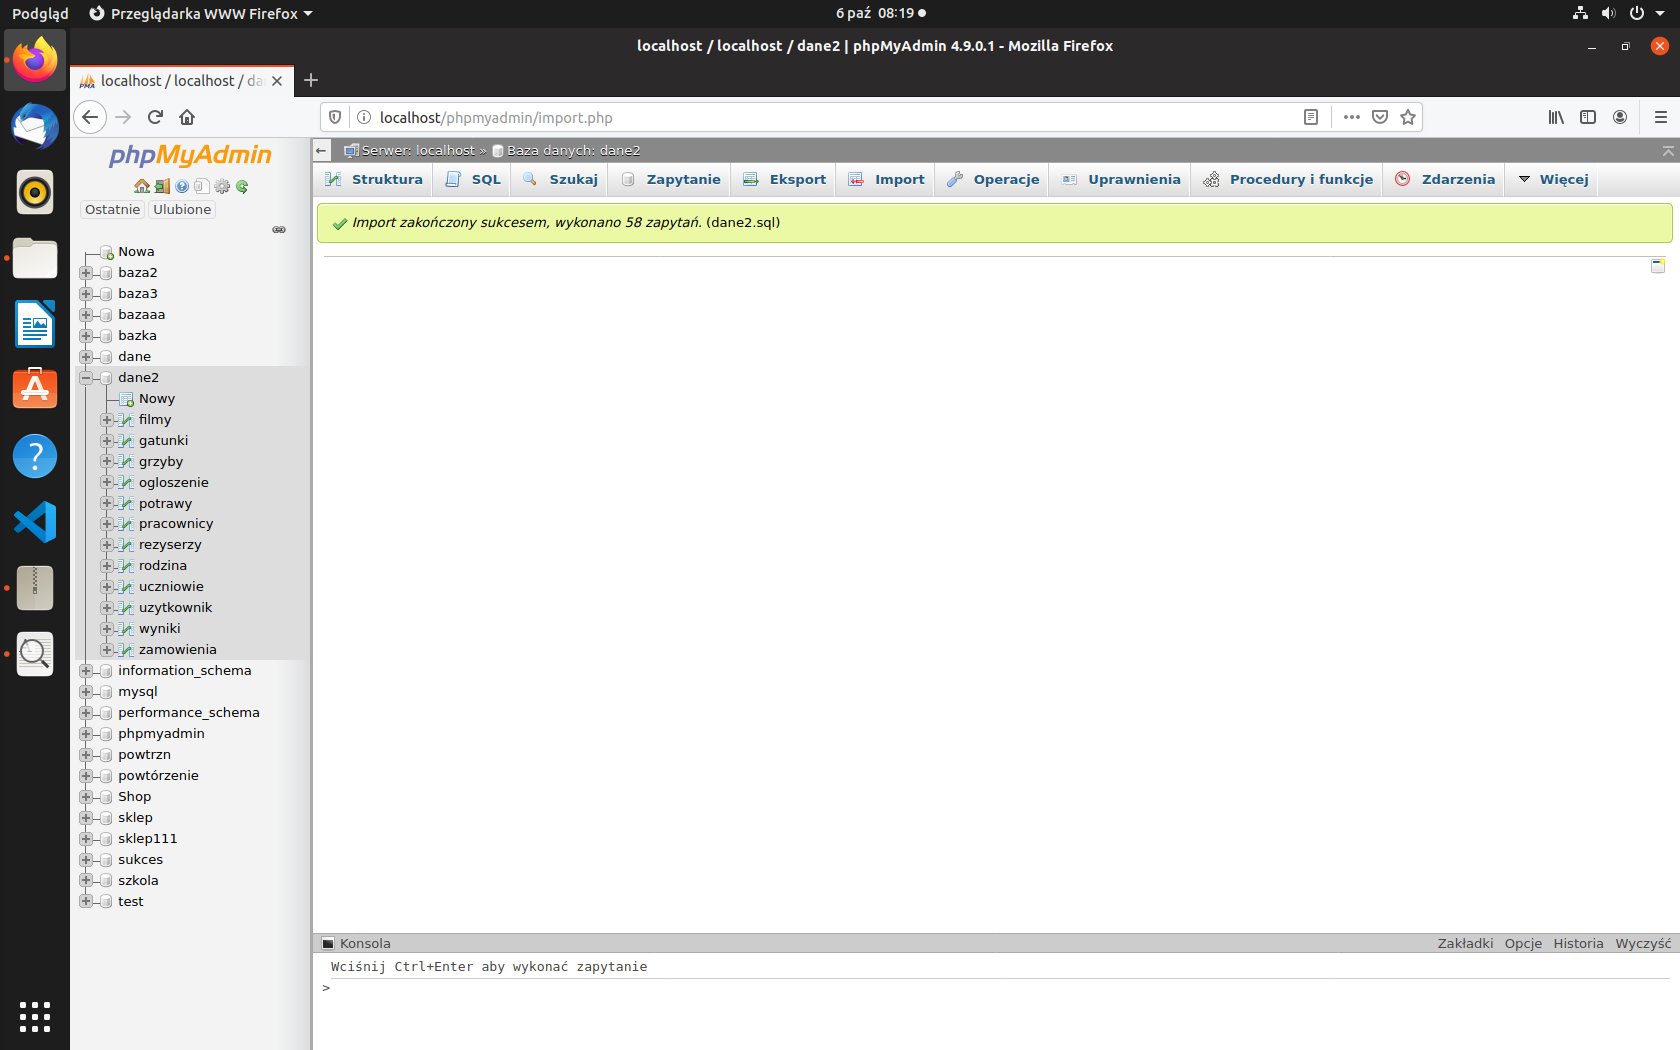 Podgląd Przeglądarka WWW Firefox 6 paź 08:19
localhost / localhost / dane2 | phpMyAdmin 4.9.0.1 - Mozilla Firefox
PMA localhost / localhost / da
localhost/phpmyadmin/import.php
phpMyAdmin
Ostatnie Ulubione
Nowa
baza2
baza3
bazaaa
bazka
dane
dane2
Nowy
filmy
gatunki
grzyby
ogloszenie
potrawy
pracownicy
rezyserzy
rodzina
uczniowie
uzytkownik
wyniki
zamowienia
information_schema
mysql
performance_schema
phpmyadmin
powtrzn
powtórzenie
Shop
sklep
sklep111
sukces
szkola
test
Serwer: localhost » Baza danych: dane2
Struktura SQL Szukaj Zapytanie Eksport Import Operacje Uprawnienia Procedury i funkcje Zdarzenia Więcej
Import zakończony sukcesem, wykonano 58 zapytań. (dane2.sql)
Konsola Zakładki Opcje Historia Wyczyść
Wciśnij Ctrl+Enter aby wykonać zapytanie
>